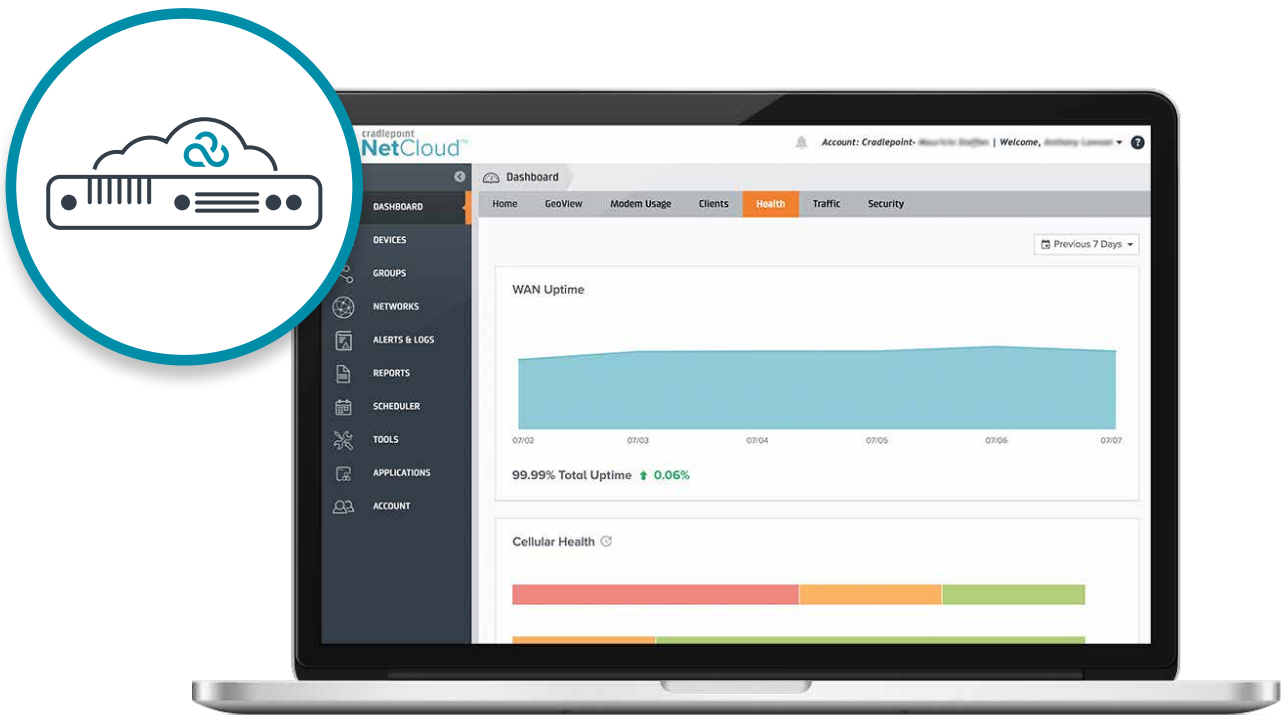 cradlepoint
NetCloud™
Account: Cradlepoint- | Welcome,
?
Dashboard
DASHBOARD
DEVICES
GROUPS
NETWORKS
ALERTS & LOGS
REPORTS
SCHEDULER
TOOLS
APPLICATIONS
ACCOUNT
Home GeoView Modem Usage Clients Health Traffic Security
Previous 7 Days
WAN Uptime
07/02 07/03 07/04 07/05 07/06 07/07
99.99% Total Uptime 0.06%
Cellular Health